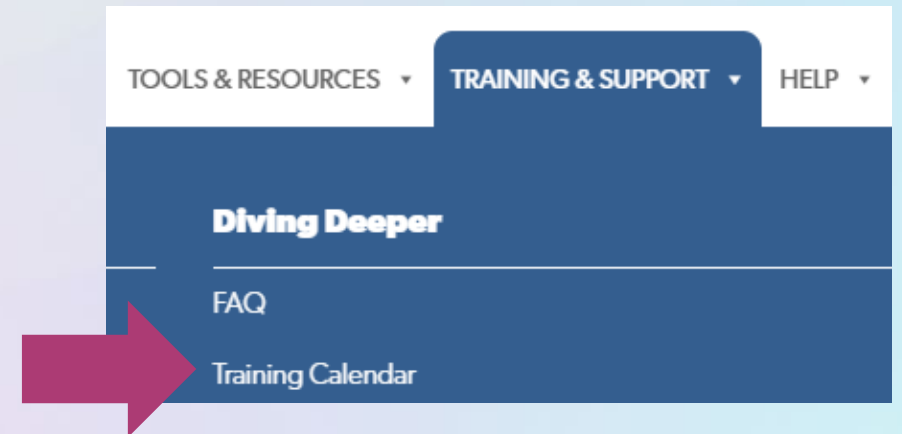 TOOLS & RESOURCES ▾ TRAINING & SUPPORT ▾ HELP ▾
Diving Deeper
FAQ
Training Calendar